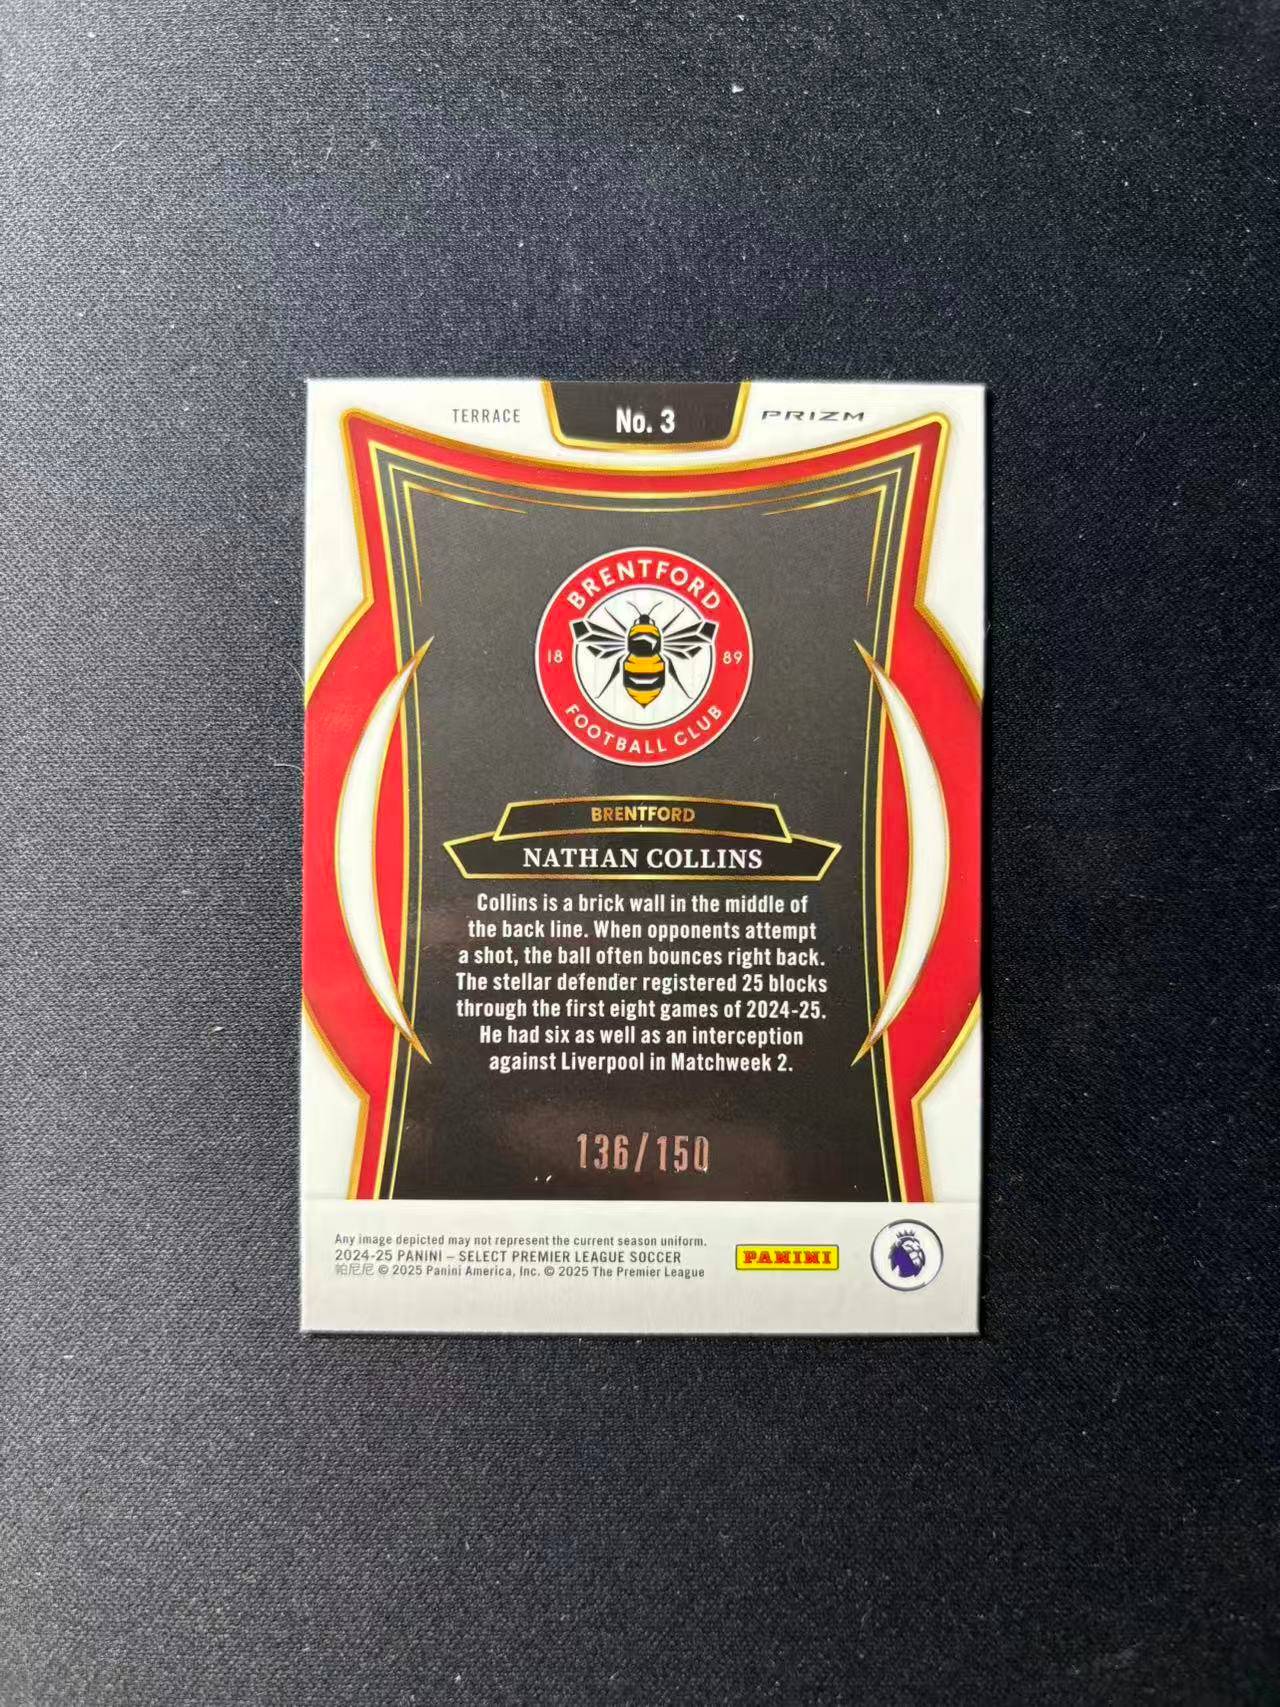 TERRACE No. 3 PRIZM
BRENTFORD
18 89
FOOTBALL CLUB
BRENTFORD
NATHAN COLLINS
Collins is a brick wall in the middle of
the back line. When opponents attempt
a shot, the ball often bounces right back.
The stellar defender registered 25 blocks
through the first eight games of 2024-25.
He had six as well as an interception
against Liverpool in Matchweek 2.
136/150
Any image depicted may not represent the current season uniform.
2024-25 PANINI – SELECT PREMIER LEAGUE SOCCER
帕尼尼 © 2025 Panini America, Inc. © 2025 The Premier League
PANINI